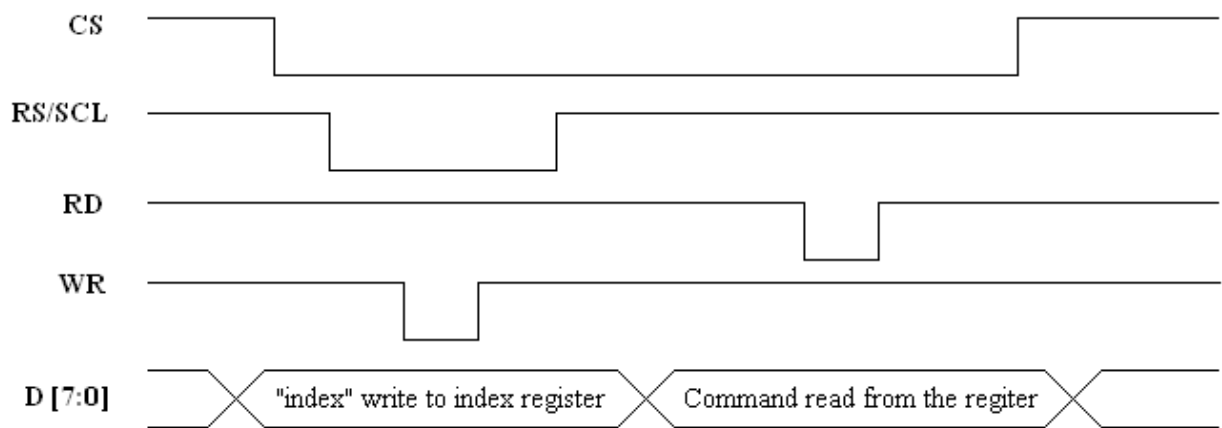 CS
RS/SCL
RD
WR
D [7:0] "index" write to index register Command read from the regiter